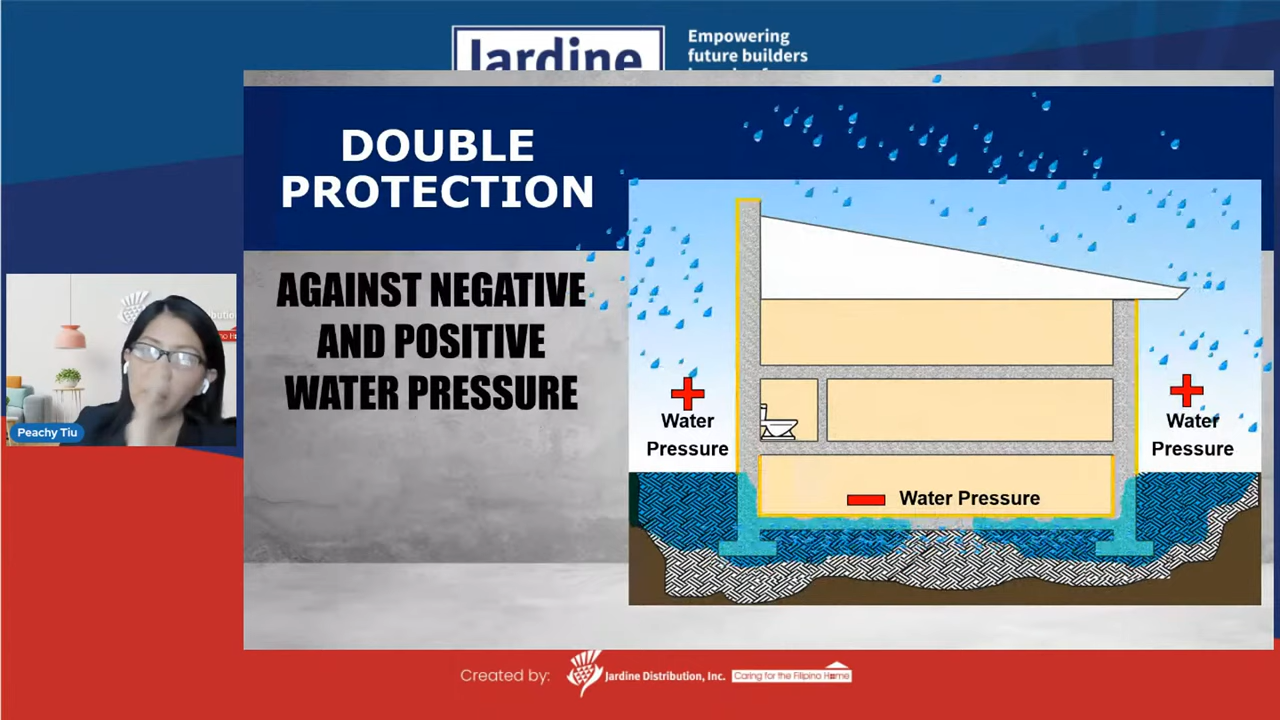 Jardine
Empowering
future builders
DOUBLE
PROTECTION
AGAINST NEGATIVE
AND POSITIVE
WATER PRESSURE
Water
Pressure
Water
Pressure
Water Pressure
Peachy Tiu
Created by:
Jardine Distribution, Inc.
Caring for the Filipino Home